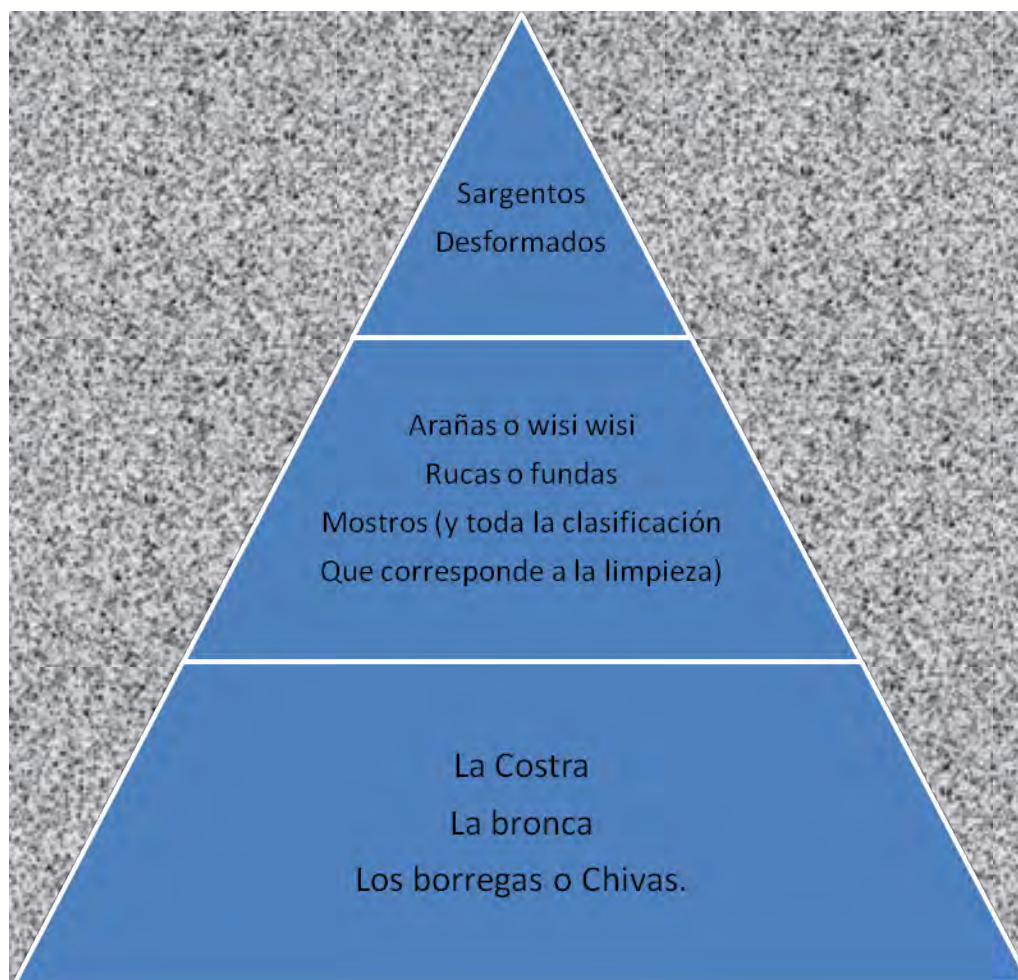 Sargentos
Desformados
Arañas o wisi wisi
Rucas o fundas
Mostros (y toda la clasificación
Que corresponde a la limpieza)
La Costra
La bronca
Los borregas o Chivas.